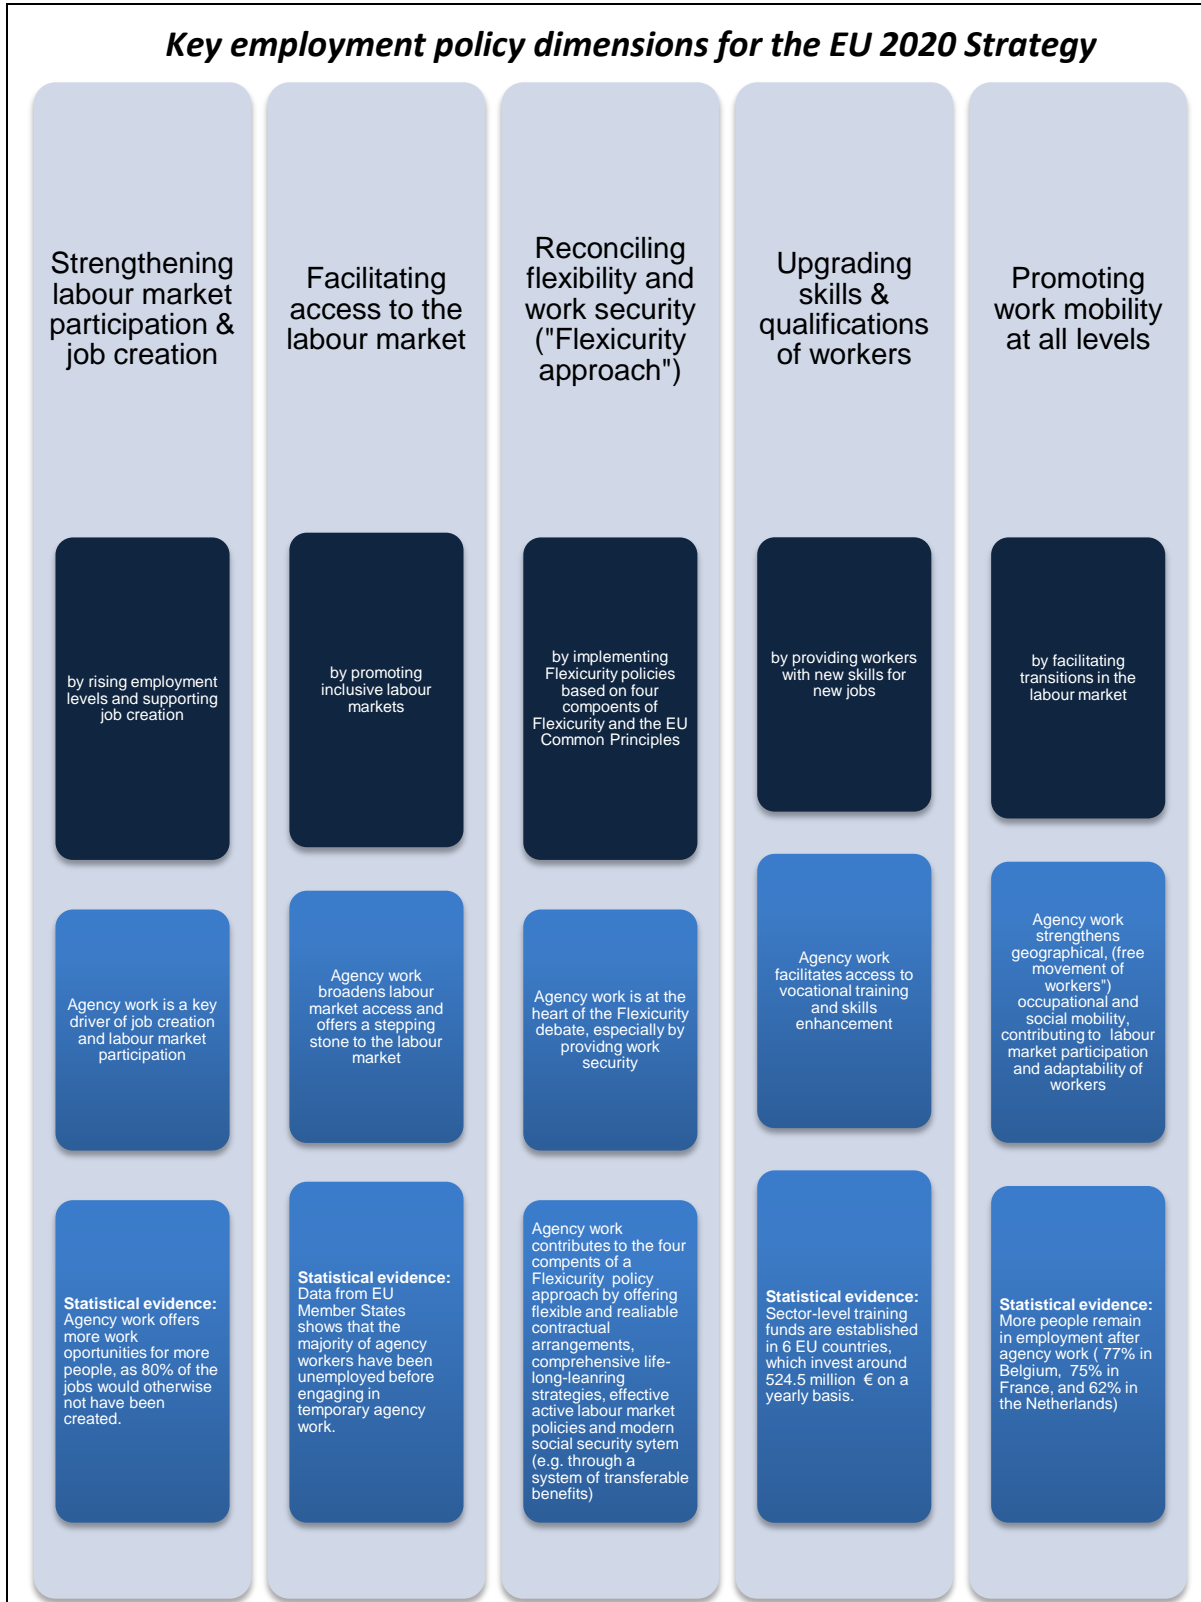 Key employment policy dimensions for the EU 2020 Strategy
Strengthening
labour market
participation &
job creation
by rising employment
levels and supporting
job creation
Agency work is a key
driver of job creation
and labour market
participation
Statistical evidence:
Agency work offers
more work
oportunities for more
people, as 80% of the
jobs would otherwise
not have been
created.
Facilitating
access to the
labour market
by promoting
inclusive labour
markets
Agency work
broadens labour
market access and
offers a stepping
stone to the labour
market
Statistical evidence:
Data from EU
Member States
shows that the
majority of agency
workers have been
unemployed before
engaging in
temporary agency
work.
Reconciling
flexibility and
work security
("Flexicurity
approach")
by implementing
Flexicurity policies
based on four
compoents of
Flexicurity and the EU
Common Principles
Agency work is at the
heart of the Flexicurity
debate, especially by
providng work
security
Agency work
contributes to the four
compents of a
Flexicurity policy
approach by offering
flexible and realiable
contractual
arrangements,
comprehensive life-
long-leanring
strategies, effective
active labour market
policies and modern
social security sytem
(e.g. through a
system of transferable
benefits)
Upgrading
skills &
qualifications
of workers
by providing workers
with new skills for
new jobs
Agency work
facilitates access to
vocational training
and skills
enhancement
Statistical evidence:
Sector-level training
funds are established
in 6 EU countries,
which invest around
524.5 million € on a
yearly basis.
Promoting
work mobility
at all levels
by facilitating
transitions in the
labour market
Agency work
strengthens
geographical, (free
movement of
workers")
occupational and
social mobility,
contributing to labour
market participation
and adaptability of
workers
Statistical evidence:
More people remain
in employment after
agency work ( 77% in
Belgium, 75% in
France, and 62% in
the Netherlands)